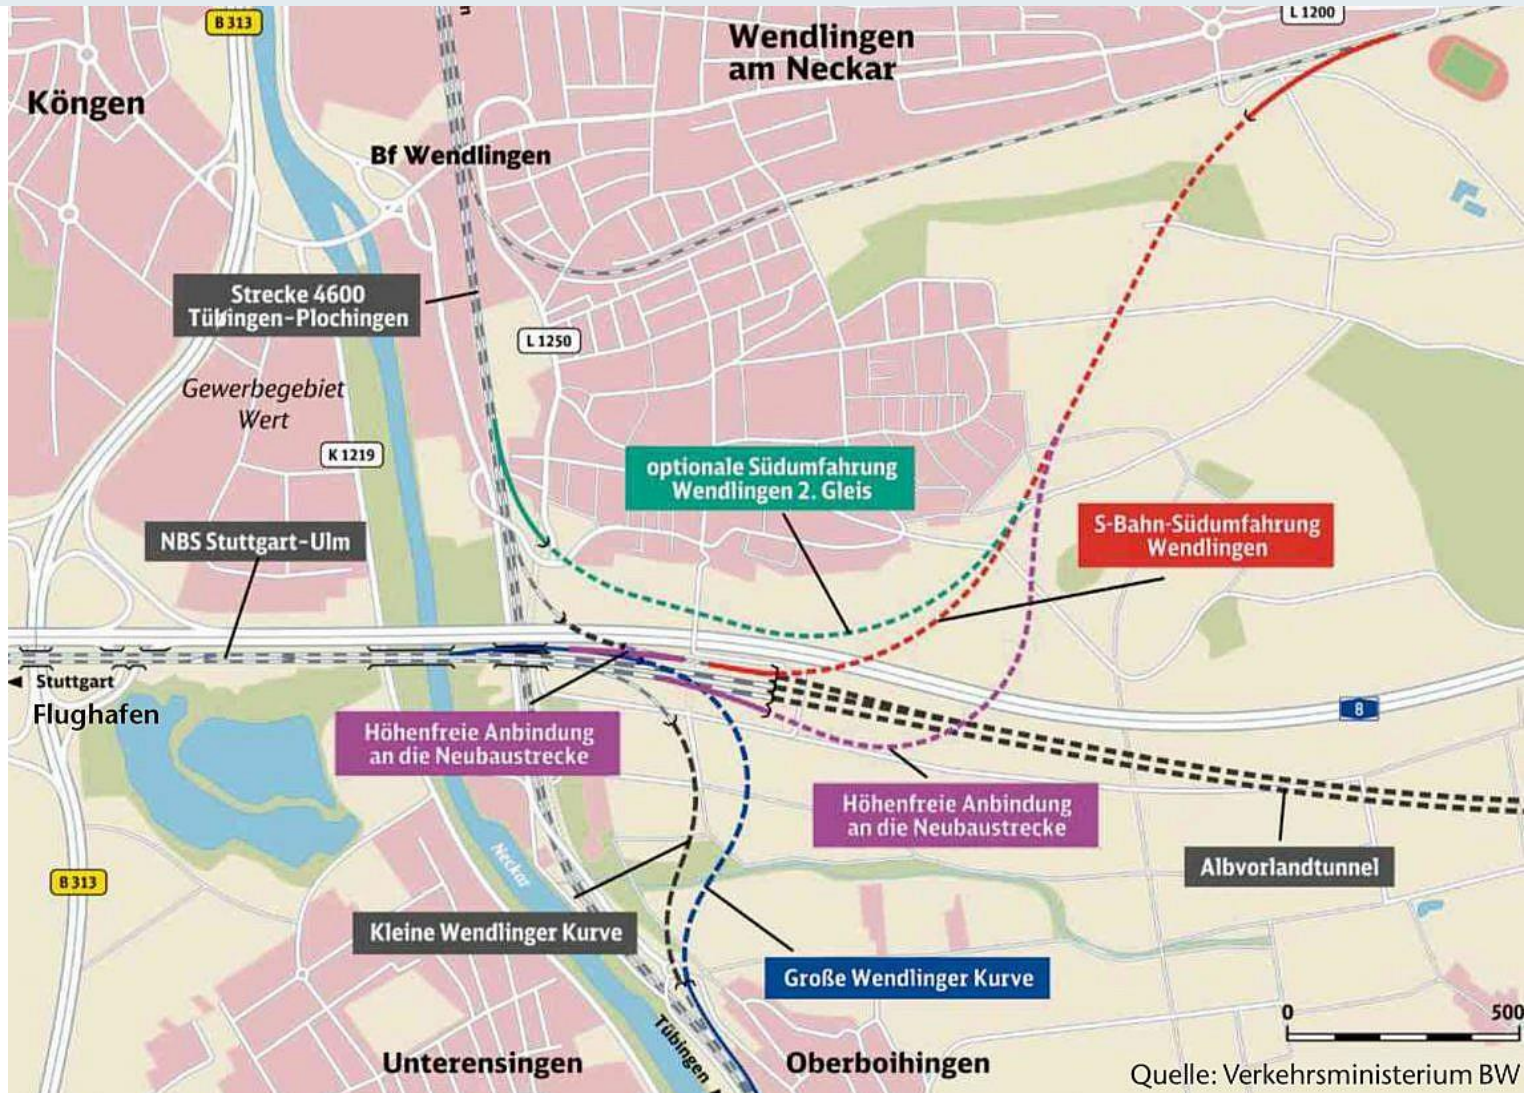 B 313
L 1200
Wendlingen
am Neckar
Köngen
Bf Wendlingen
Strecke 4600
Tübingen-Plochingen
L 1250
Gewerbegebiet
Wert
K 1219
optionale Südumfahrung
Wendlingen 2. Gleis
S-Bahn-Südumfahrung
Wendlingen
NBS Stuttgart-Ulm
Stuttgart
Flughafen
8
Höhenfreie Anbindung
an die Neubaustrecke
Höhenfreie Anbindung
an die Neubaustrecke
Albvorlandtunnel
B 313
Neckar
Kleine Wendlinger Kurve
Große Wendlinger Kurve
0 500
Tübingen
Unterensingen
Oberboihingen
Quelle: Verkehrsministerium BW